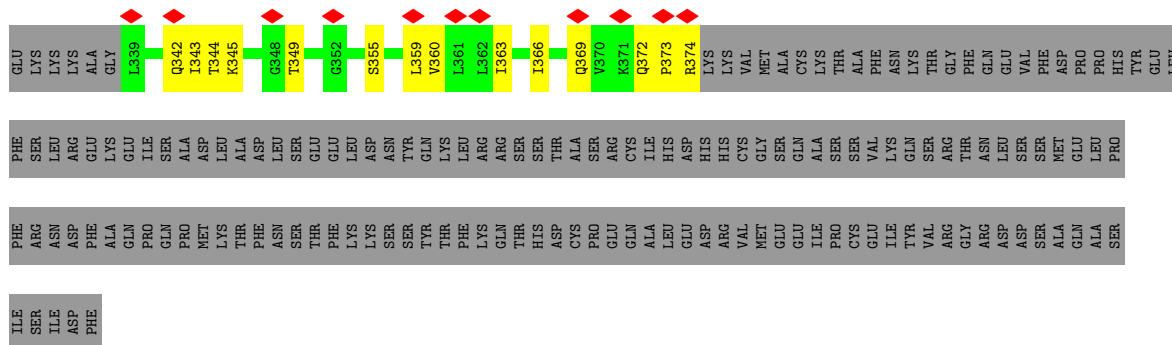 GLU LYS LYS LYS ALA GLY L339 Q342 I343 T344 K345 G348 T349 G352 S355 L359 V360 L361 L362 I363 I366 Q369 V370 K371 Q372 P373 R374 LYS LYS VAL MET ALA CYS LYS THR ALA PHE ASN LYS THR GLY PHE GLN GLU VAL PHE ASP PRO PRO HIS TYR GLU LEU
PHE SER LEU ARG GLU LYS GLU ILE SER ALA ASP LEU ALA ASP LEU SER GLU GLU LEU ASP ASN TYR GLN LYS LEU ARG ARG SER SER THR ALA SER ARG CYS ILE HIS ASP HIS HIS CYS GLY SER GLN ALA SER SER VAL LYS GLN SER ARG THR ASN LEU SER SER MET GLU LEU PRO
PHE ARG ASN ASP PHE ALA GLN PRO GLN PRO MET LYS THR PHE ASN SER THR PHE LYS LYS SER SER TYR THR PHE LYS GLN THR HIS ASP CYS PRO GLU GLN ALA LEU GLU ASP ARG VAL MET GLU GLU ILE PRO CYS GLU ILE TYR VAL ARG GLY ARG ASP ASP SER ALA GLN ALA SER
ILE SER ILE ASP PHE